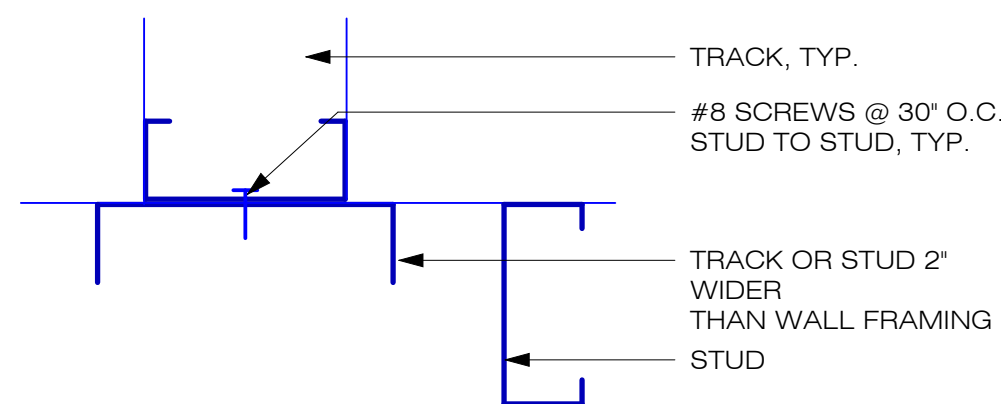 TRACK, TYP.
#8 SCREWS @ 30" O.C.
STUD TO STUD, TYP.
TRACK OR STUD 2"
WIDER
THAN WALL FRAMING
STUD